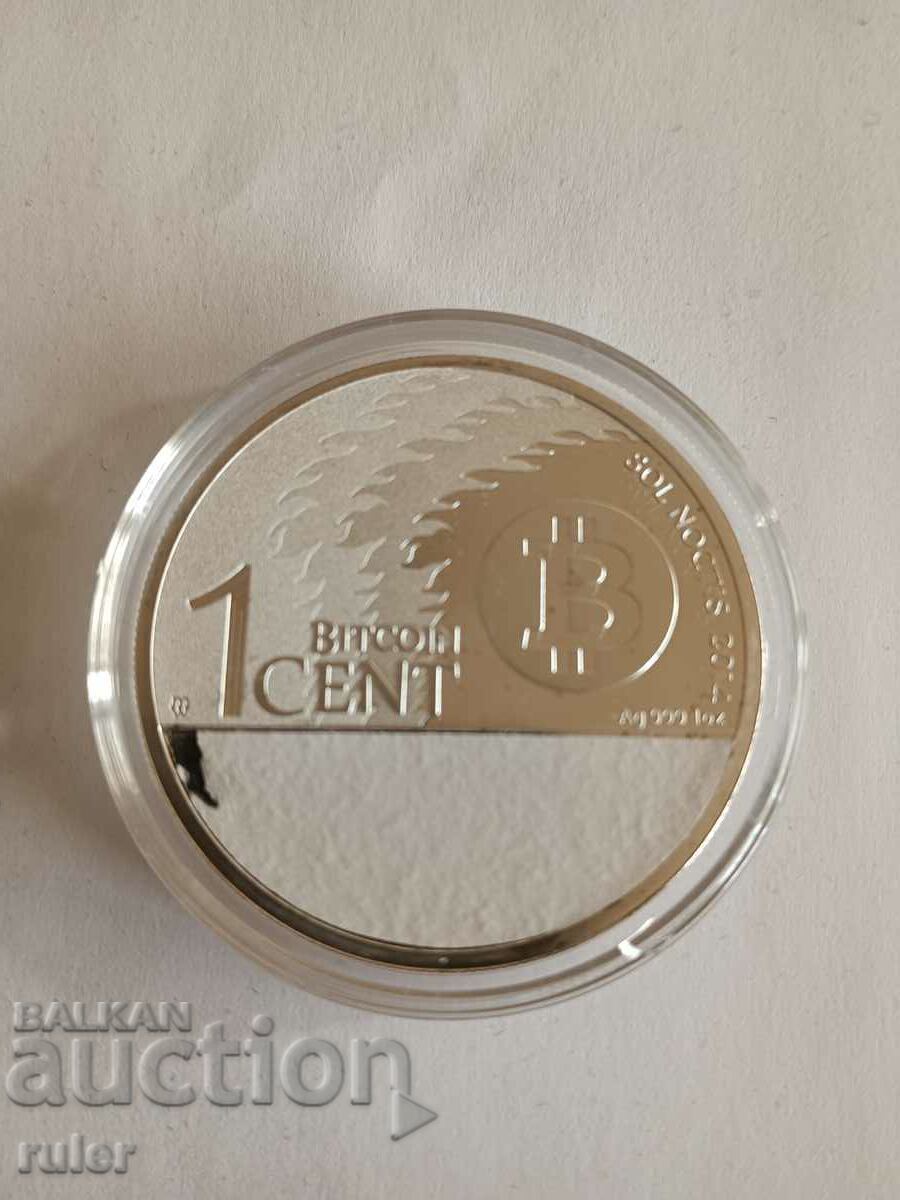 SOL NOCTIS 2014
1
BITCOIN
CENT
B
Ag 999 1oz
BALKAN
auction
ruler